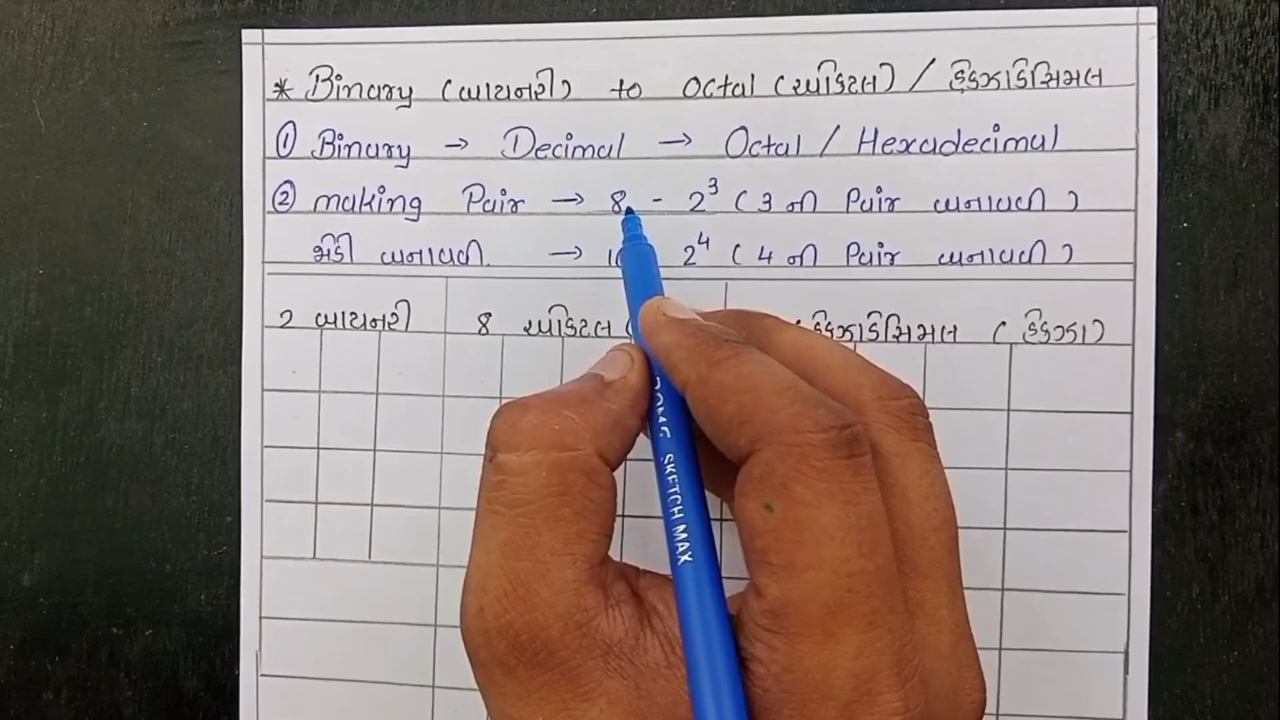 * Binary (બાયનરી) to Octal (ઓક્ટલ) / હેક્ઝાડેસિમલ
① Binary → Decimal → Octal / Hexadecimal
② making Pair → 8 - 2³ (3 ની Pair બનાવવી)
બનાવવી. → 2⁴ (4 ની Pair બનાવવી)
2 બાયનરી 8 ઓક્ટલ ( હેક્ઝાડેસિમલ (હેક્ઝા)
DOMS SKETCH MAX